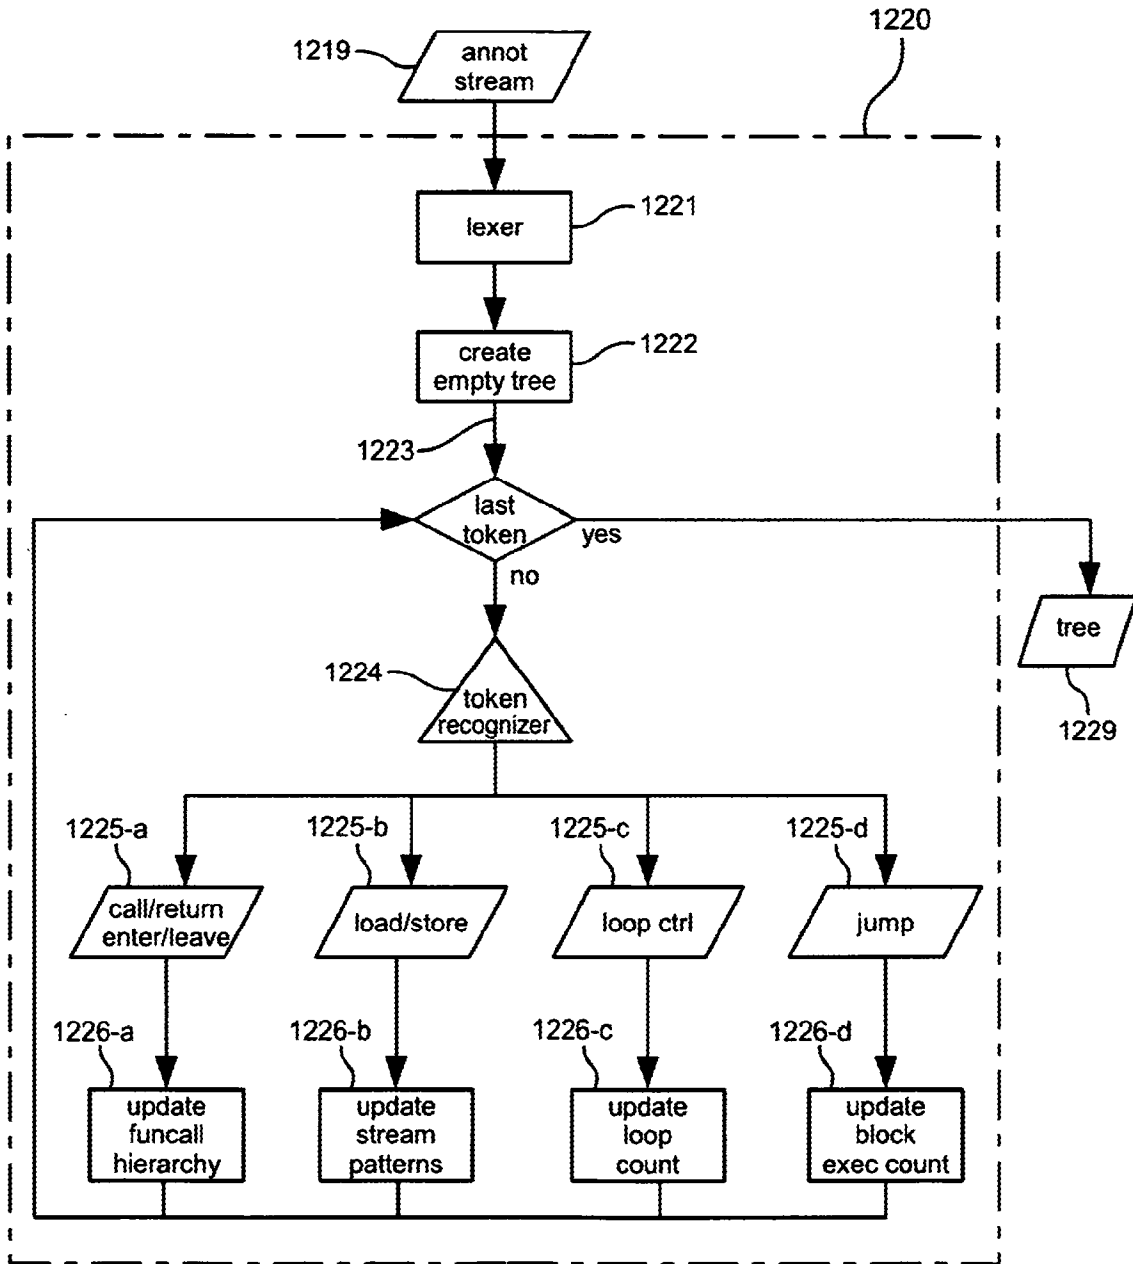 1220
1219
annot
stream
lexer
1221
create
empty tree
1222
1223
last
token
yes
no
tree
1229
1224
token
recognizer
1225-a
1225-b
1225-c
1225-d
call/return
enter/leave
load/store
loop ctrl
jump
1226-a
1226-b
1226-c
1226-d
update
funcall
hierarchy
update
stream
patterns
update
loop
count
update
block
exec count